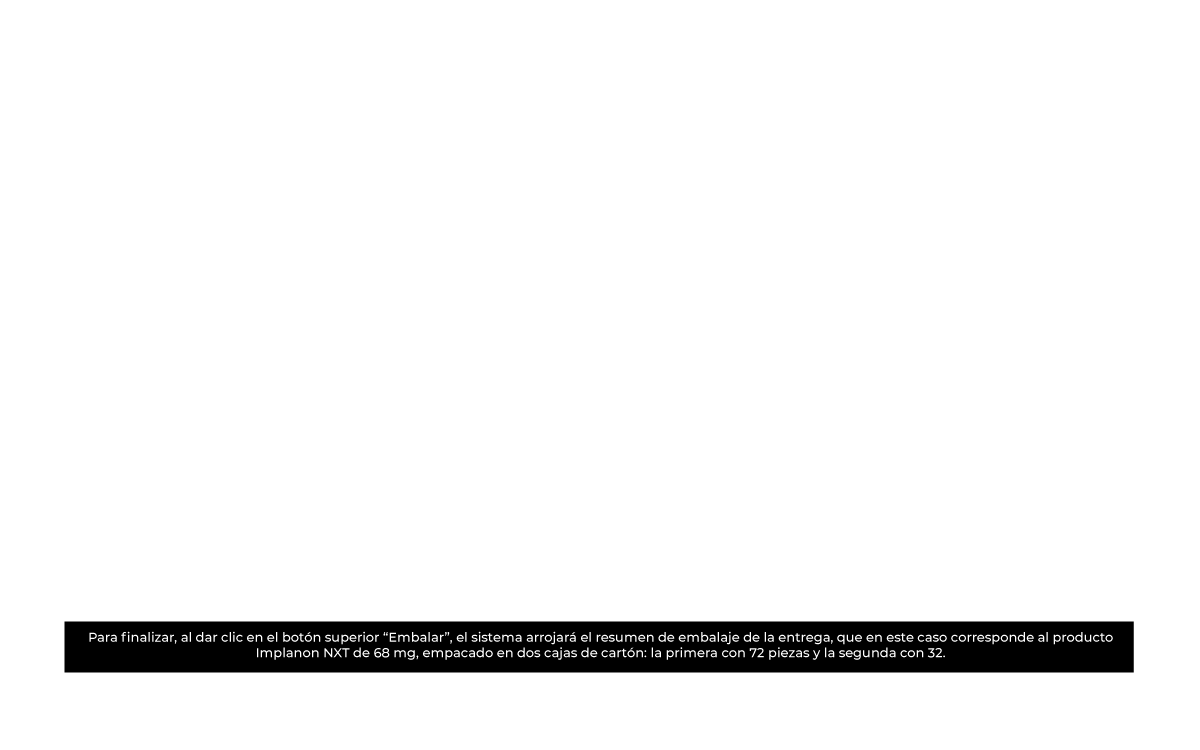 Para finalizar, al dar clic en el botón superior “Embalar”, el sistema arrojará el resumen de embalaje de la entrega, que en este caso corresponde al producto
Implanon NXT de 68 mg, empacado en dos cajas de cartón: la primera con 72 piezas y la segunda con 32.